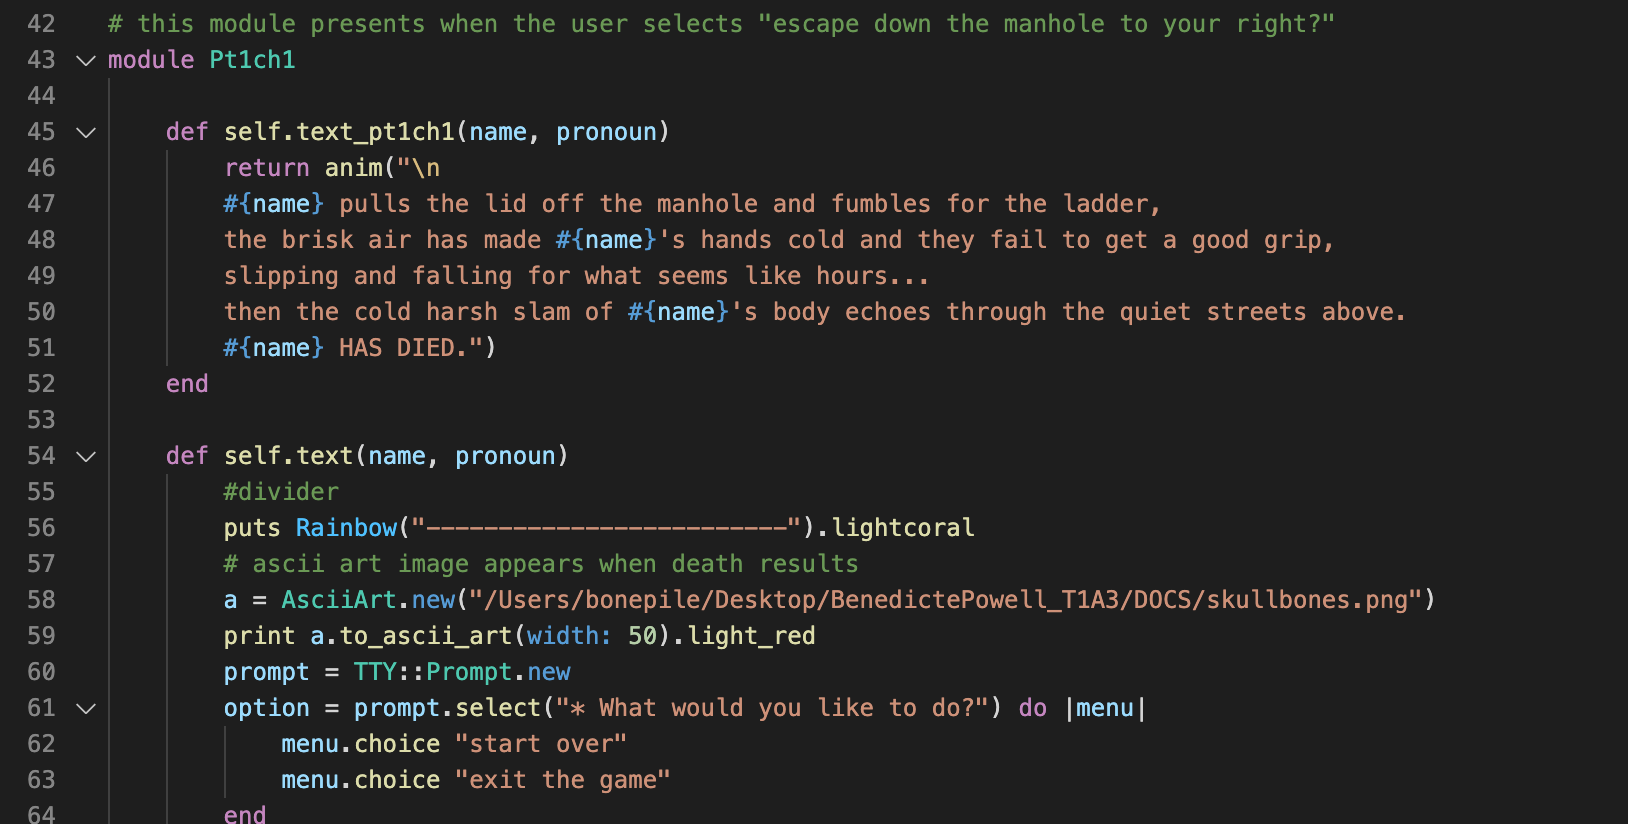 42 # this module presents when the user selects "escape down the manhole to your right?"
43 module Pt1ch1
44
45 def self.text_pt1ch1(name, pronoun)
46 return anim("\n
47 #{name} pulls the lid off the manhole and fumbles for the ladder,
48 the brisk air has made #{name}'s hands cold and they fail to get a good grip,
49 slipping and falling for what seems like hours...
50 then the cold harsh slam of #{name}'s body echoes through the quiet streets above.
51 #{name} HAS DIED.")
52 end
53
54 def self.text(name, pronoun)
55 #divider
56 puts Rainbow("-------------------------").lightcoral
57 # ascii art image appears when death results
58 a = AsciiArt.new("/Users/bonepile/Desktop/BenedictePowell_T1A3/DOCS/skullbones.png")
59 print a.to_ascii_art(width: 50).light_red
60 prompt = TTY::Prompt.new
61 option = prompt.select("* What would you like to do?") do |menu|
62 menu.choice "start over"
63 menu.choice "exit the game"
64 end